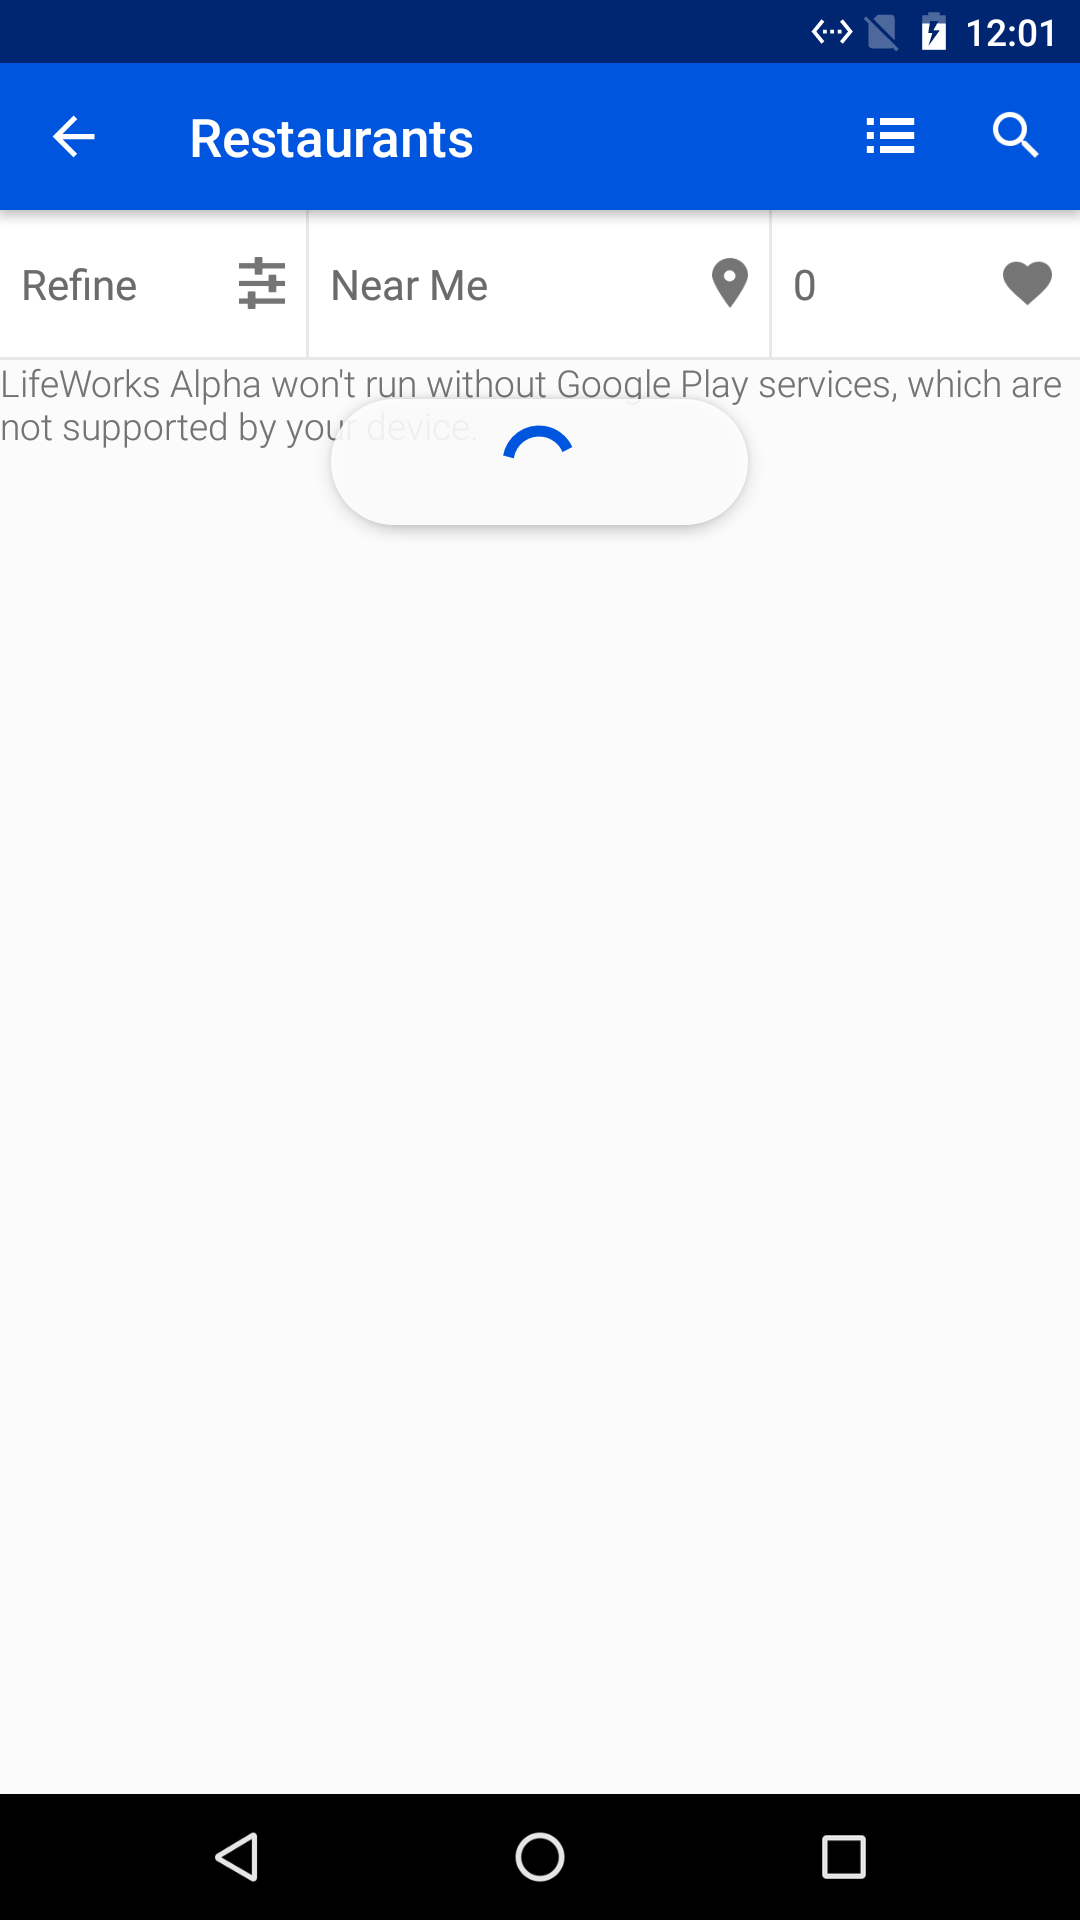 12:01
Restaurants
Refine
Near Me
0
LifeWorks Alpha won't run without Google Play services, which are
not supported by your device.